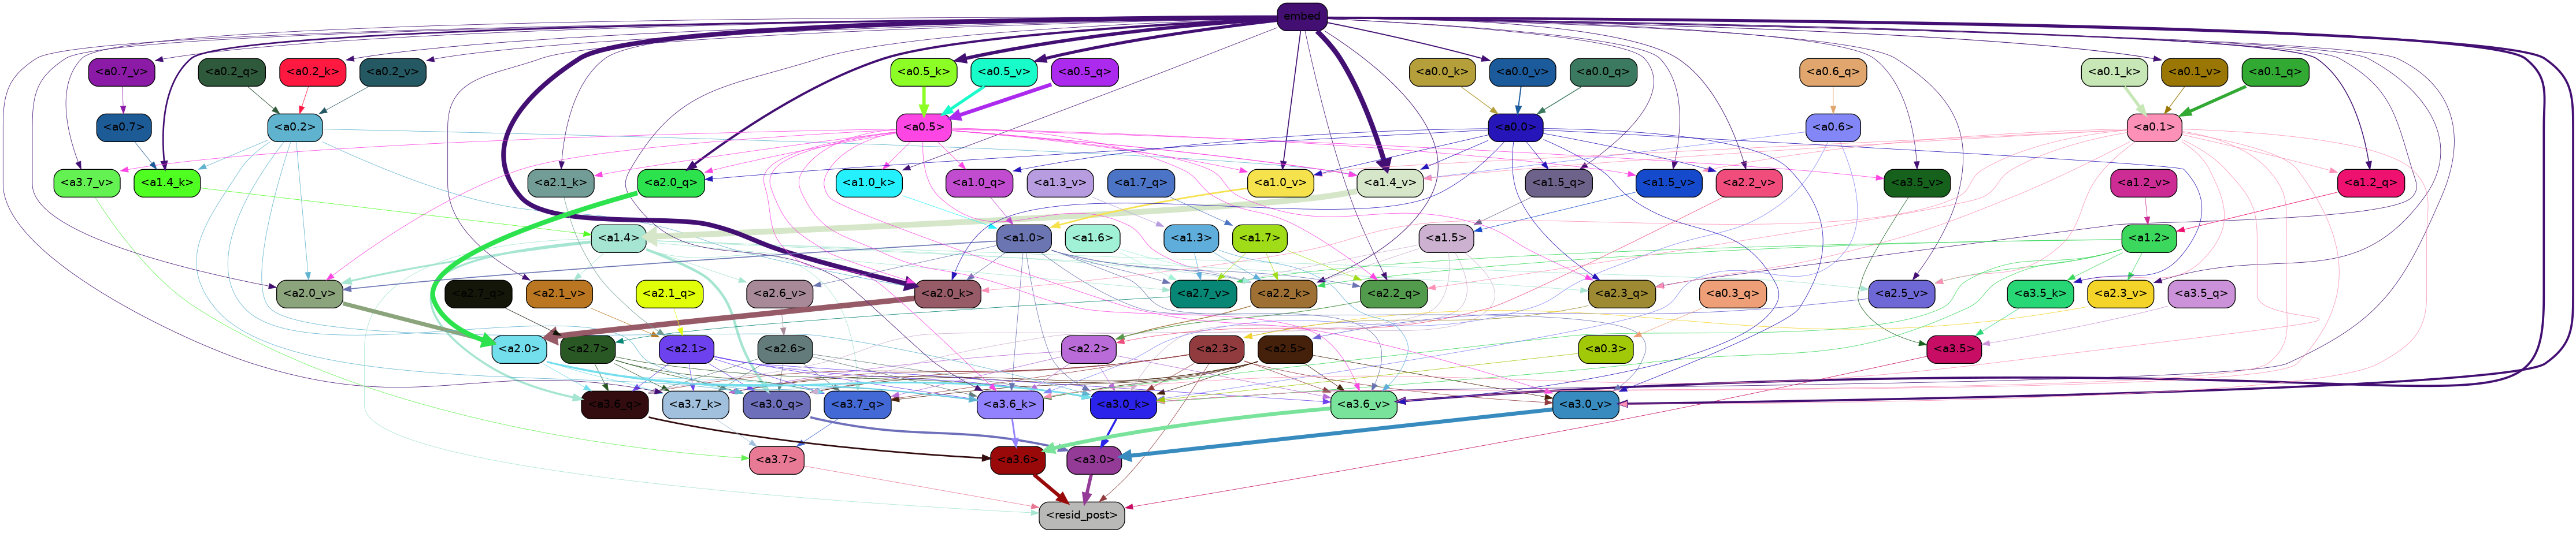 embed
<a0.7_v> <a0.2_q> <a0.2_k> <a0.2_v> <a0.5_k> <a0.5_v> <a0.5_q> <a0.0_k> <a0.0_v> <a0.0_q> <a0.6_q> <a0.1_k> <a0.1_v> <a0.1_q>
<a0.7> <a0.2> <a0.5> <a0.0> <a0.6> <a0.1>
<a3.7_v> <a1.4_k> <a2.1_k> <a2.0_q> <a1.0_k> <a1.0_q> <a1.3_v> <a1.7_q> <a1.0_v> <a1.4_v> <a1.5_q> <a1.5_v> <a2.2_v> <a3.5_v> <a1.2_v> <a1.2_q>
<a1.4> <a1.0> <a1.6> <a1.3> <a1.7> <a1.5> <a1.2>
<a2.0_v> <a2.7_q> <a2.1_v> <a2.1_q> <a2.6_v> <a2.0_k> <a2.7_v> <a2.2_k> <a2.2_q> <a2.3_q> <a0.3_q> <a2.5_v> <a3.5_k> <a2.3_v> <a3.5_q>
<a2.0> <a2.7> <a2.1> <a2.6> <a2.2> <a2.3> <a2.5> <a0.3> <a3.5>
<a3.6_q> <a3.7_k> <a3.0_q> <a3.7_q> <a3.6_k> <a3.0_k> <a3.6_v> <a3.0_v>
<a3.7> <a3.6> <a3.0>
<resid_post>